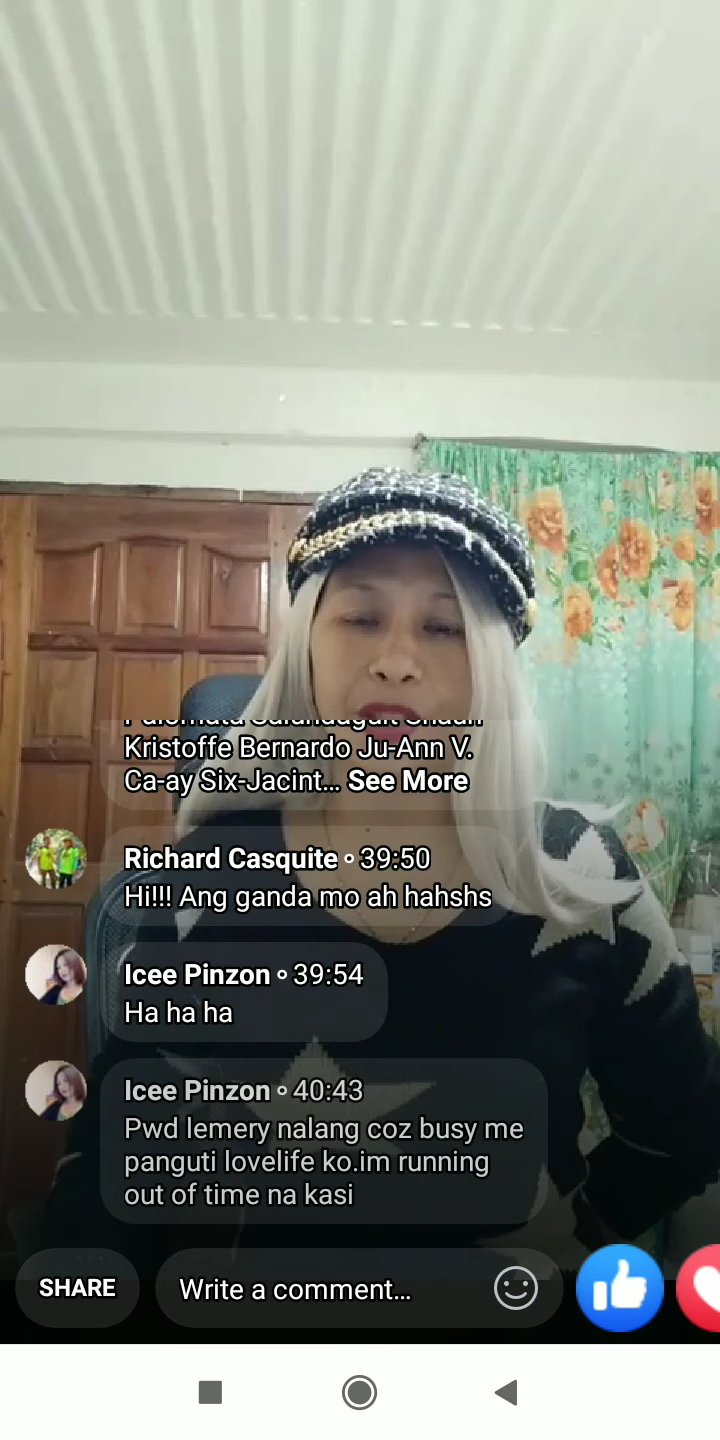 Kristoffe Bernardo Ju-Ann V.
Ca-ay Six-Jacint... See More
Richard Casquite • 39:50
Hi!!! Ang ganda mo ah hahshs
Icee Pinzon • 39:54
Ha ha ha
Icee Pinzon • 40:43
Pwd lemery nalang coz busy me
panguti lovelife ko.im running
out of time na kasi
SHARE
Write a comment...